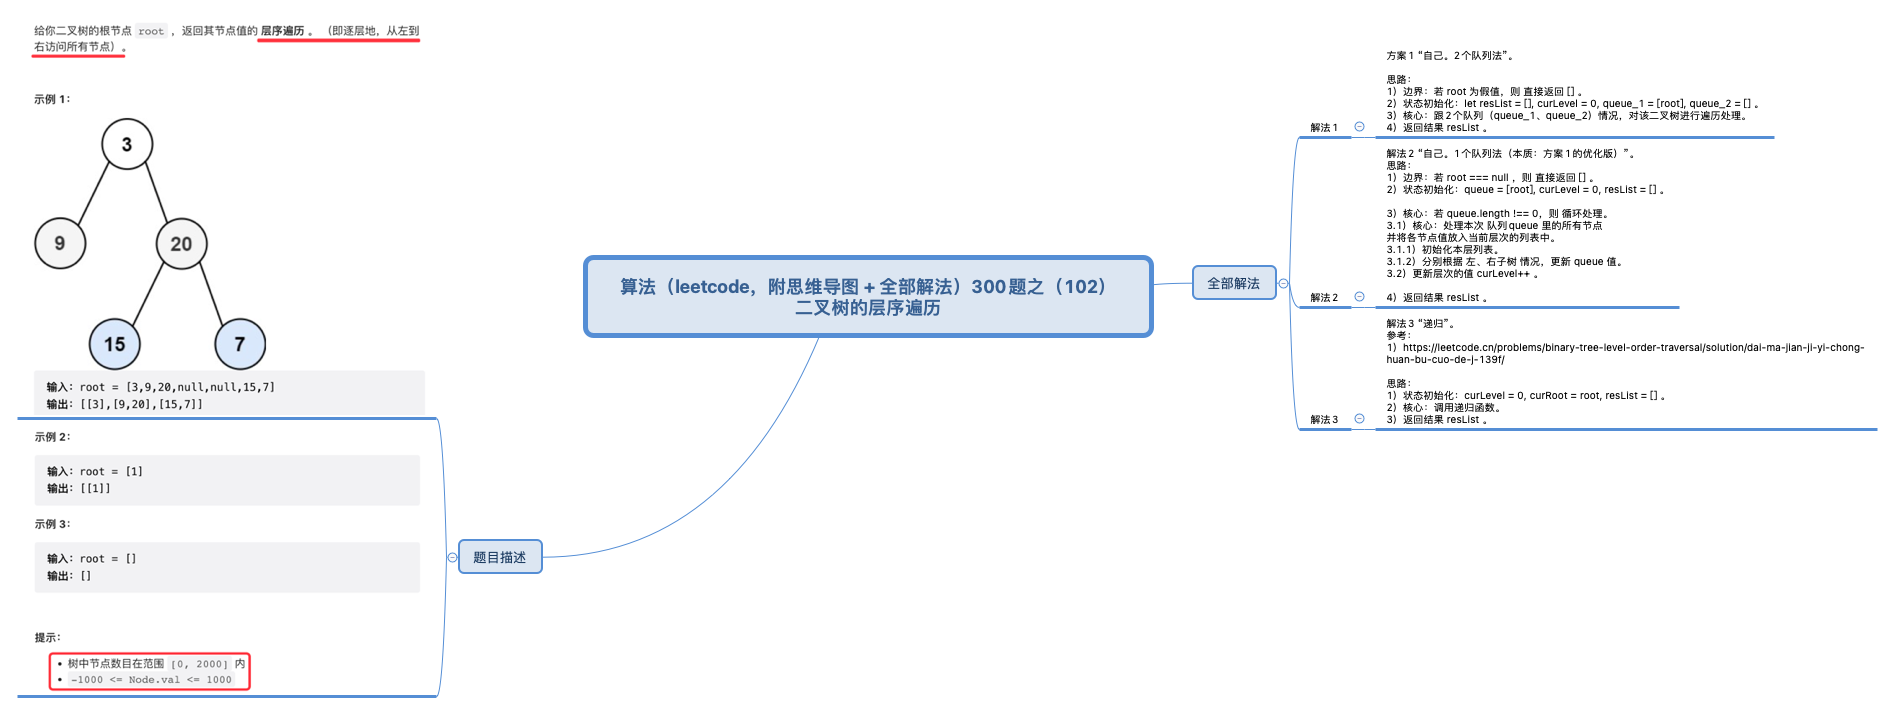 给你二叉树的根节点 root ，返回其节点值的 层序遍历 。 （即逐层地，从左到
右访问所有节点）。
示例 1：
3
9
20
15
7
输入：root = [3,9,20,null,null,15,7]
输出：[[3],[9,20],[15,7]]
示例 2：
输入：root = [1]
输出：[[1]]
示例 3：
输入：root = []
输出：[]
提示：
• 树中节点数目在范围 [0, 2000] 内
• -1000 <= Node.val <= 1000
题目描述
算法（leetcode，附思维导图 + 全部解法）300 题之（102）
二叉树的层序遍历
全部解法
解法 1
方案 1 “自己。2 个队列法”。
思路：
1）边界：若 root 为假值，则 直接返回 [] 。
2）状态初始化：let resList = [], curLevel = 0, queue_1 = [root], queue_2 = [] 。
3）核心：跟 2 个队列（queue_1、queue_2）情况，对该二叉树进行遍历处理。
4）返回结果 resList 。
解法 2
解法 2 “自己。1 个队列法（本质：方案 1 的优化版）”。
思路：
1）边界：若 root === null ，则 直接返回 [] 。
2）状态初始化：queue = [root], curLevel = 0, resList = [] 。
3）核心：若 queue.length !== 0，则 循环处理。
3.1）核心：处理本次 队列 queue 里的所有节点
并将各节点值放入当前层次的列表中。
3.1.1）初始化本层列表。
3.1.2）分别根据 左、右子树 情况，更新 queue 值。
3.2）更新层次的值 curLevel++ 。
4）返回结果 resList 。
解法 3
解法 3 “递归”。
参考：
1）https://leetcode.cn/problems/binary-tree-level-order-traversal/solution/dai-ma-jian-ji-yi-chong-
huan-bu-cuo-de-j-139f/
思路：
1）状态初始化：curLevel = 0, curRoot = root, resList = [] 。
2）核心：调用递归函数。
3）返回结果 resList 。